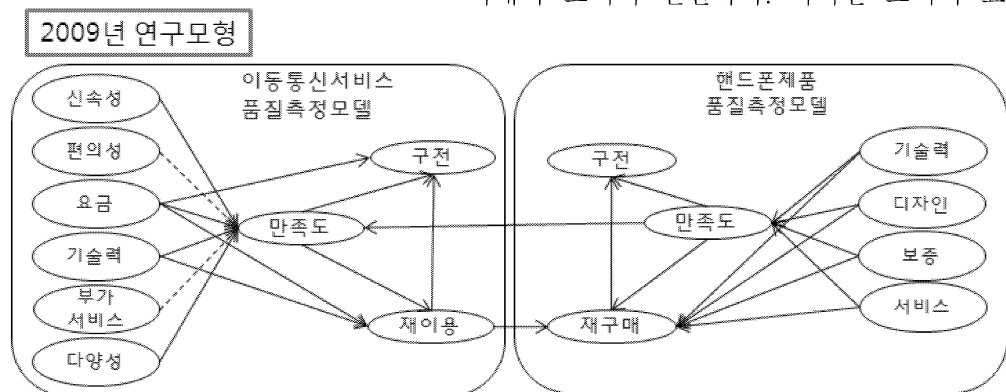 2009년 연구모형
이동통신서비스
품질측정모델
신속성
편의성
요금
기술력
부가
서비스
다양성
구전
만족도
재이용
핸드폰제품
품질측정모델
구전
만족도
재구매
기술력
디자인
보증
서비스